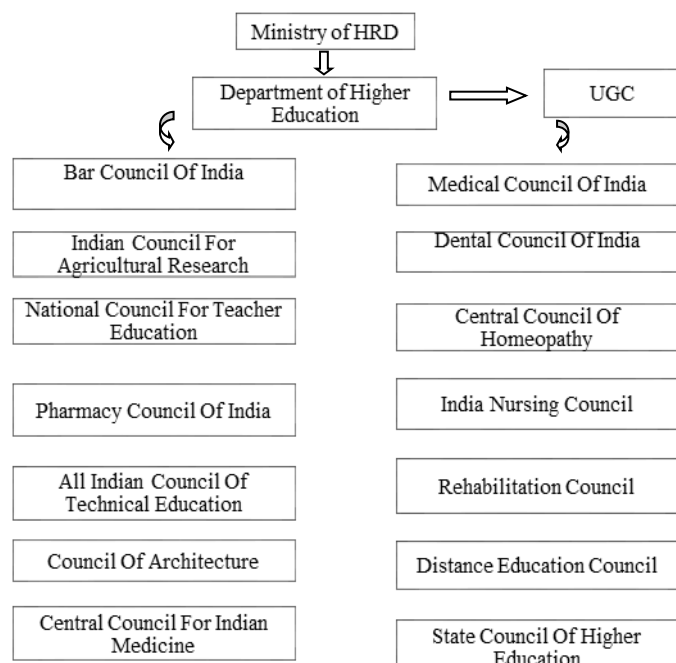 Ministry of HRD
Department of Higher
Education
UGC
Bar Council Of India
Indian Council For
Agricultural Research
National Council For Teacher
Education
Pharmacy Council Of India
All Indian Council Of
Technical Education
Council Of Architecture
Central Council For Indian
Medicine
Medical Council Of India
Dental Council Of India
Central Council Of
Homeopathy
India Nursing Council
Rehabilitation Council
Distance Education Council
State Council Of Higher
Education